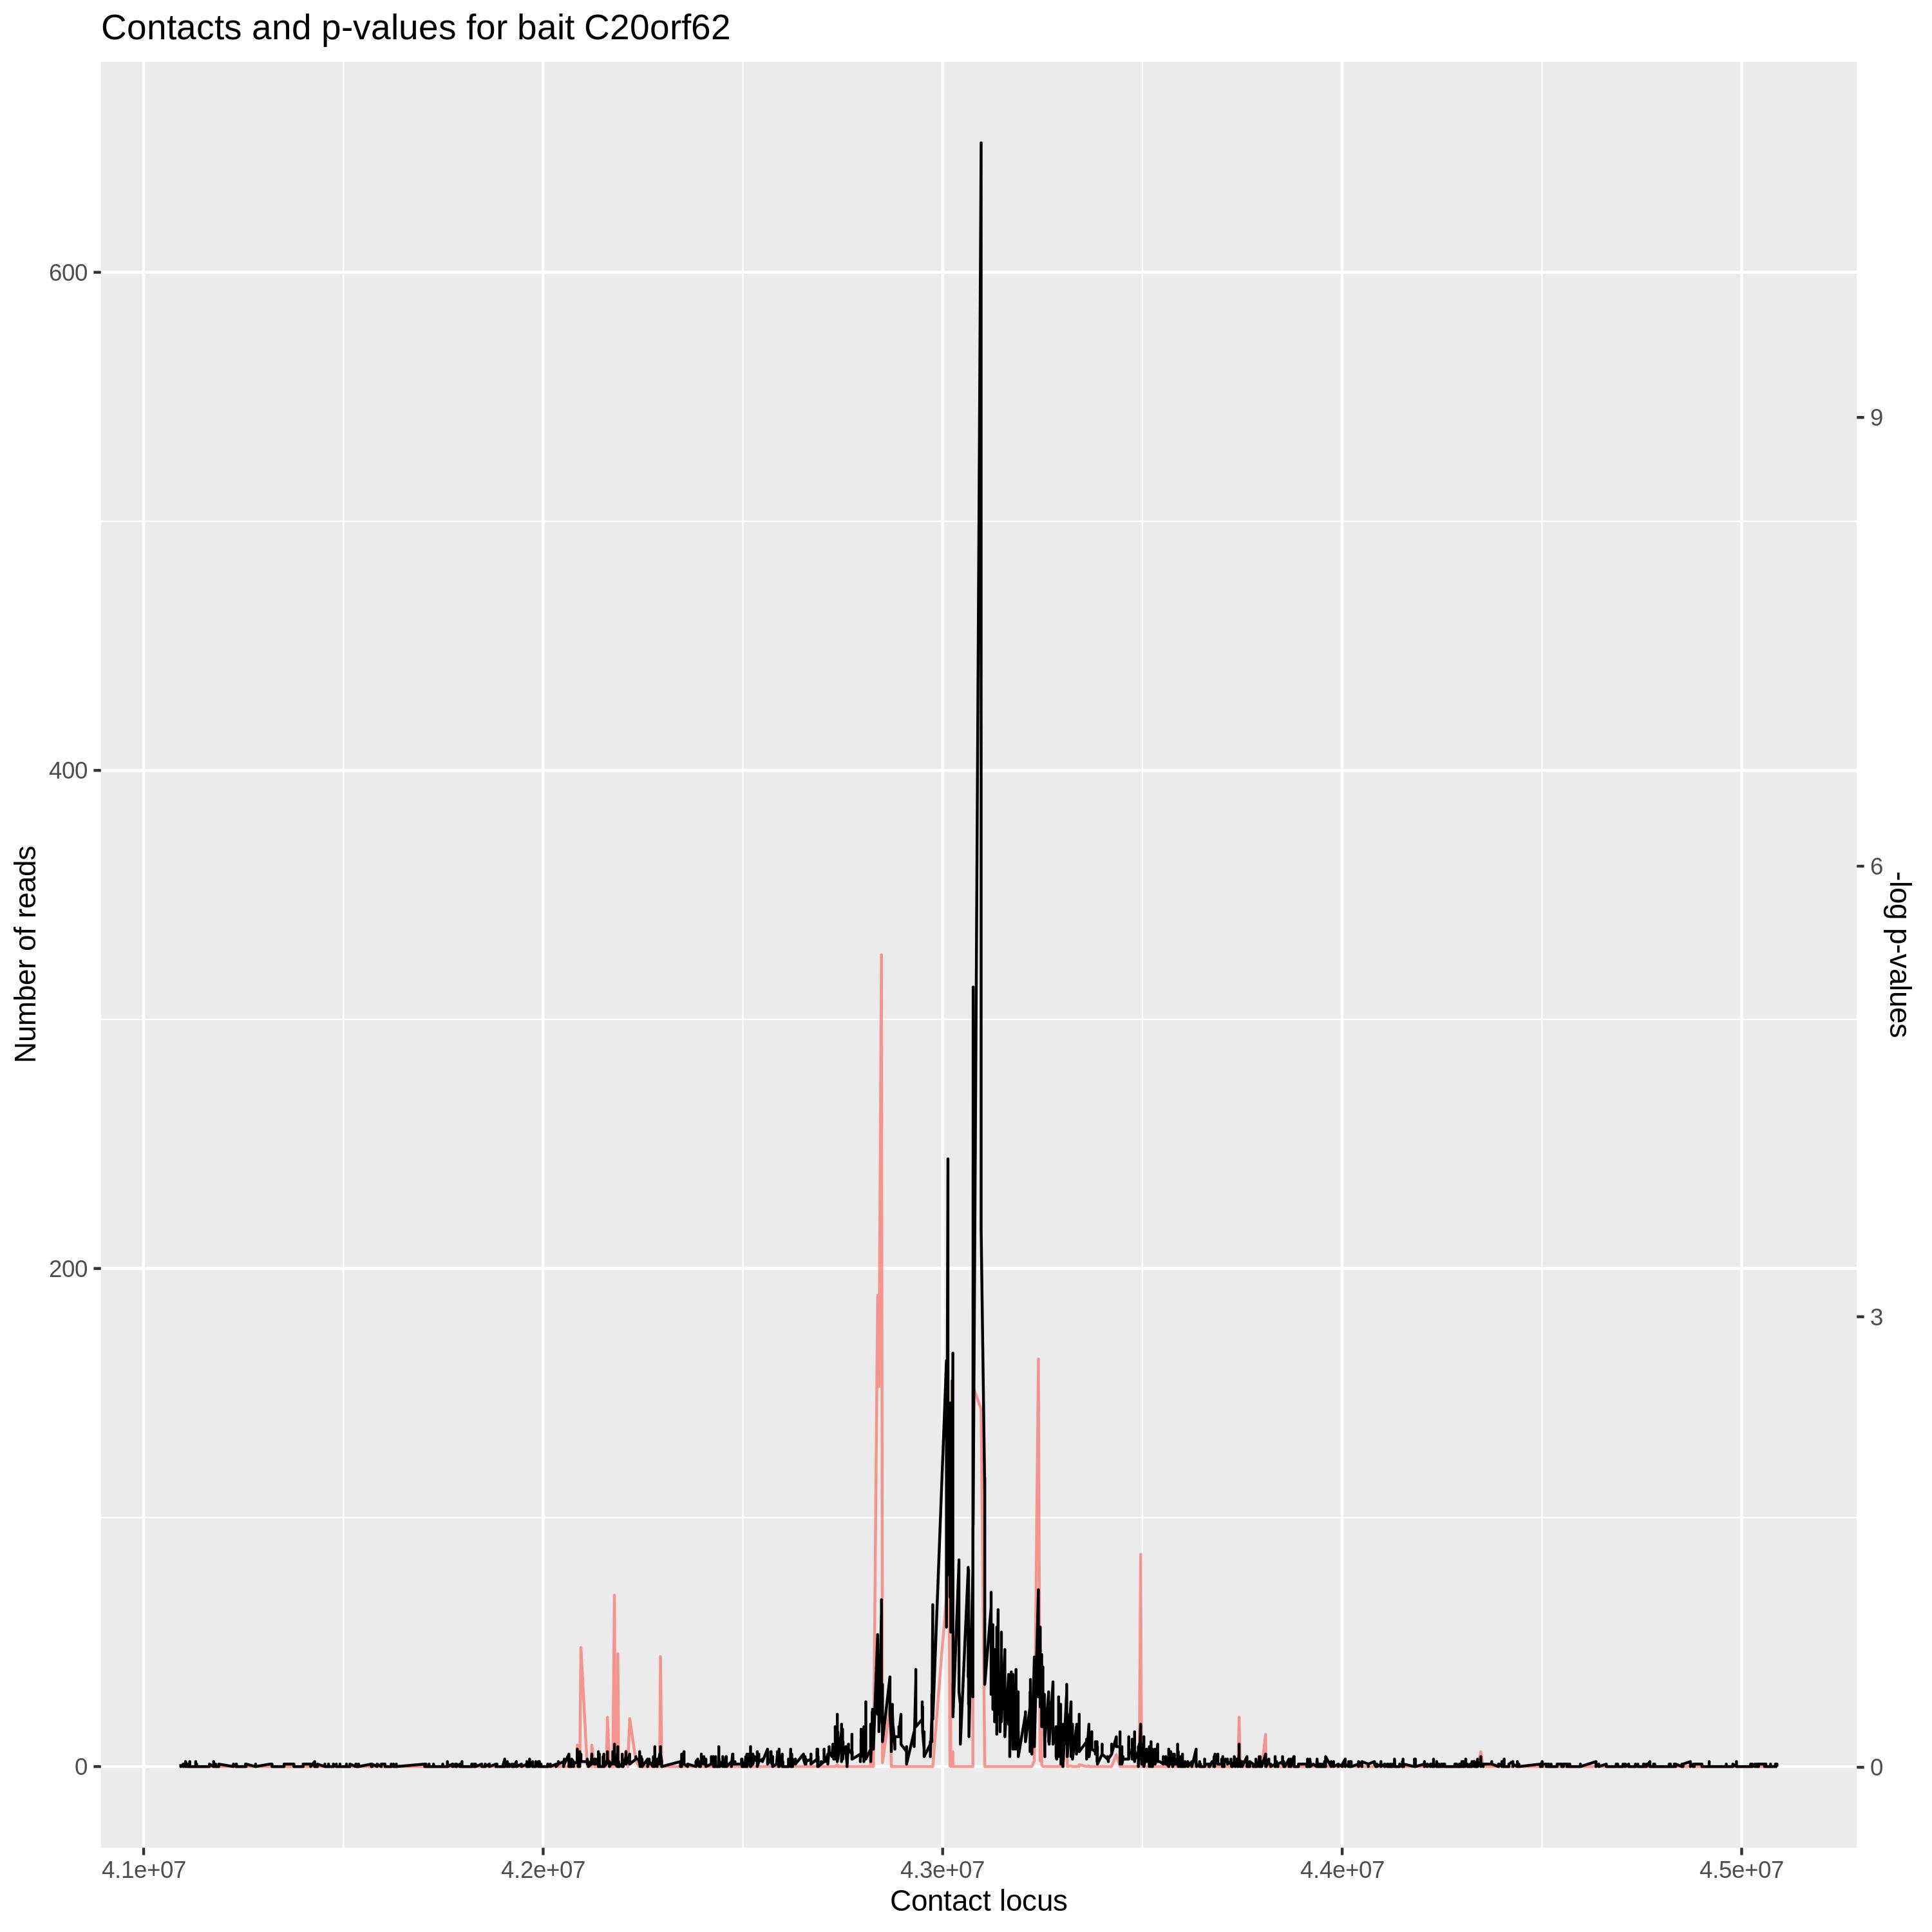 Contacts and p-values for bait C20orf62
600
400
200
0
Number of reads
9
6
3
0
-log p-values
4.1e+07
4.2e+07
4.3e+07
4.4e+07
4.5e+07
Contact locus